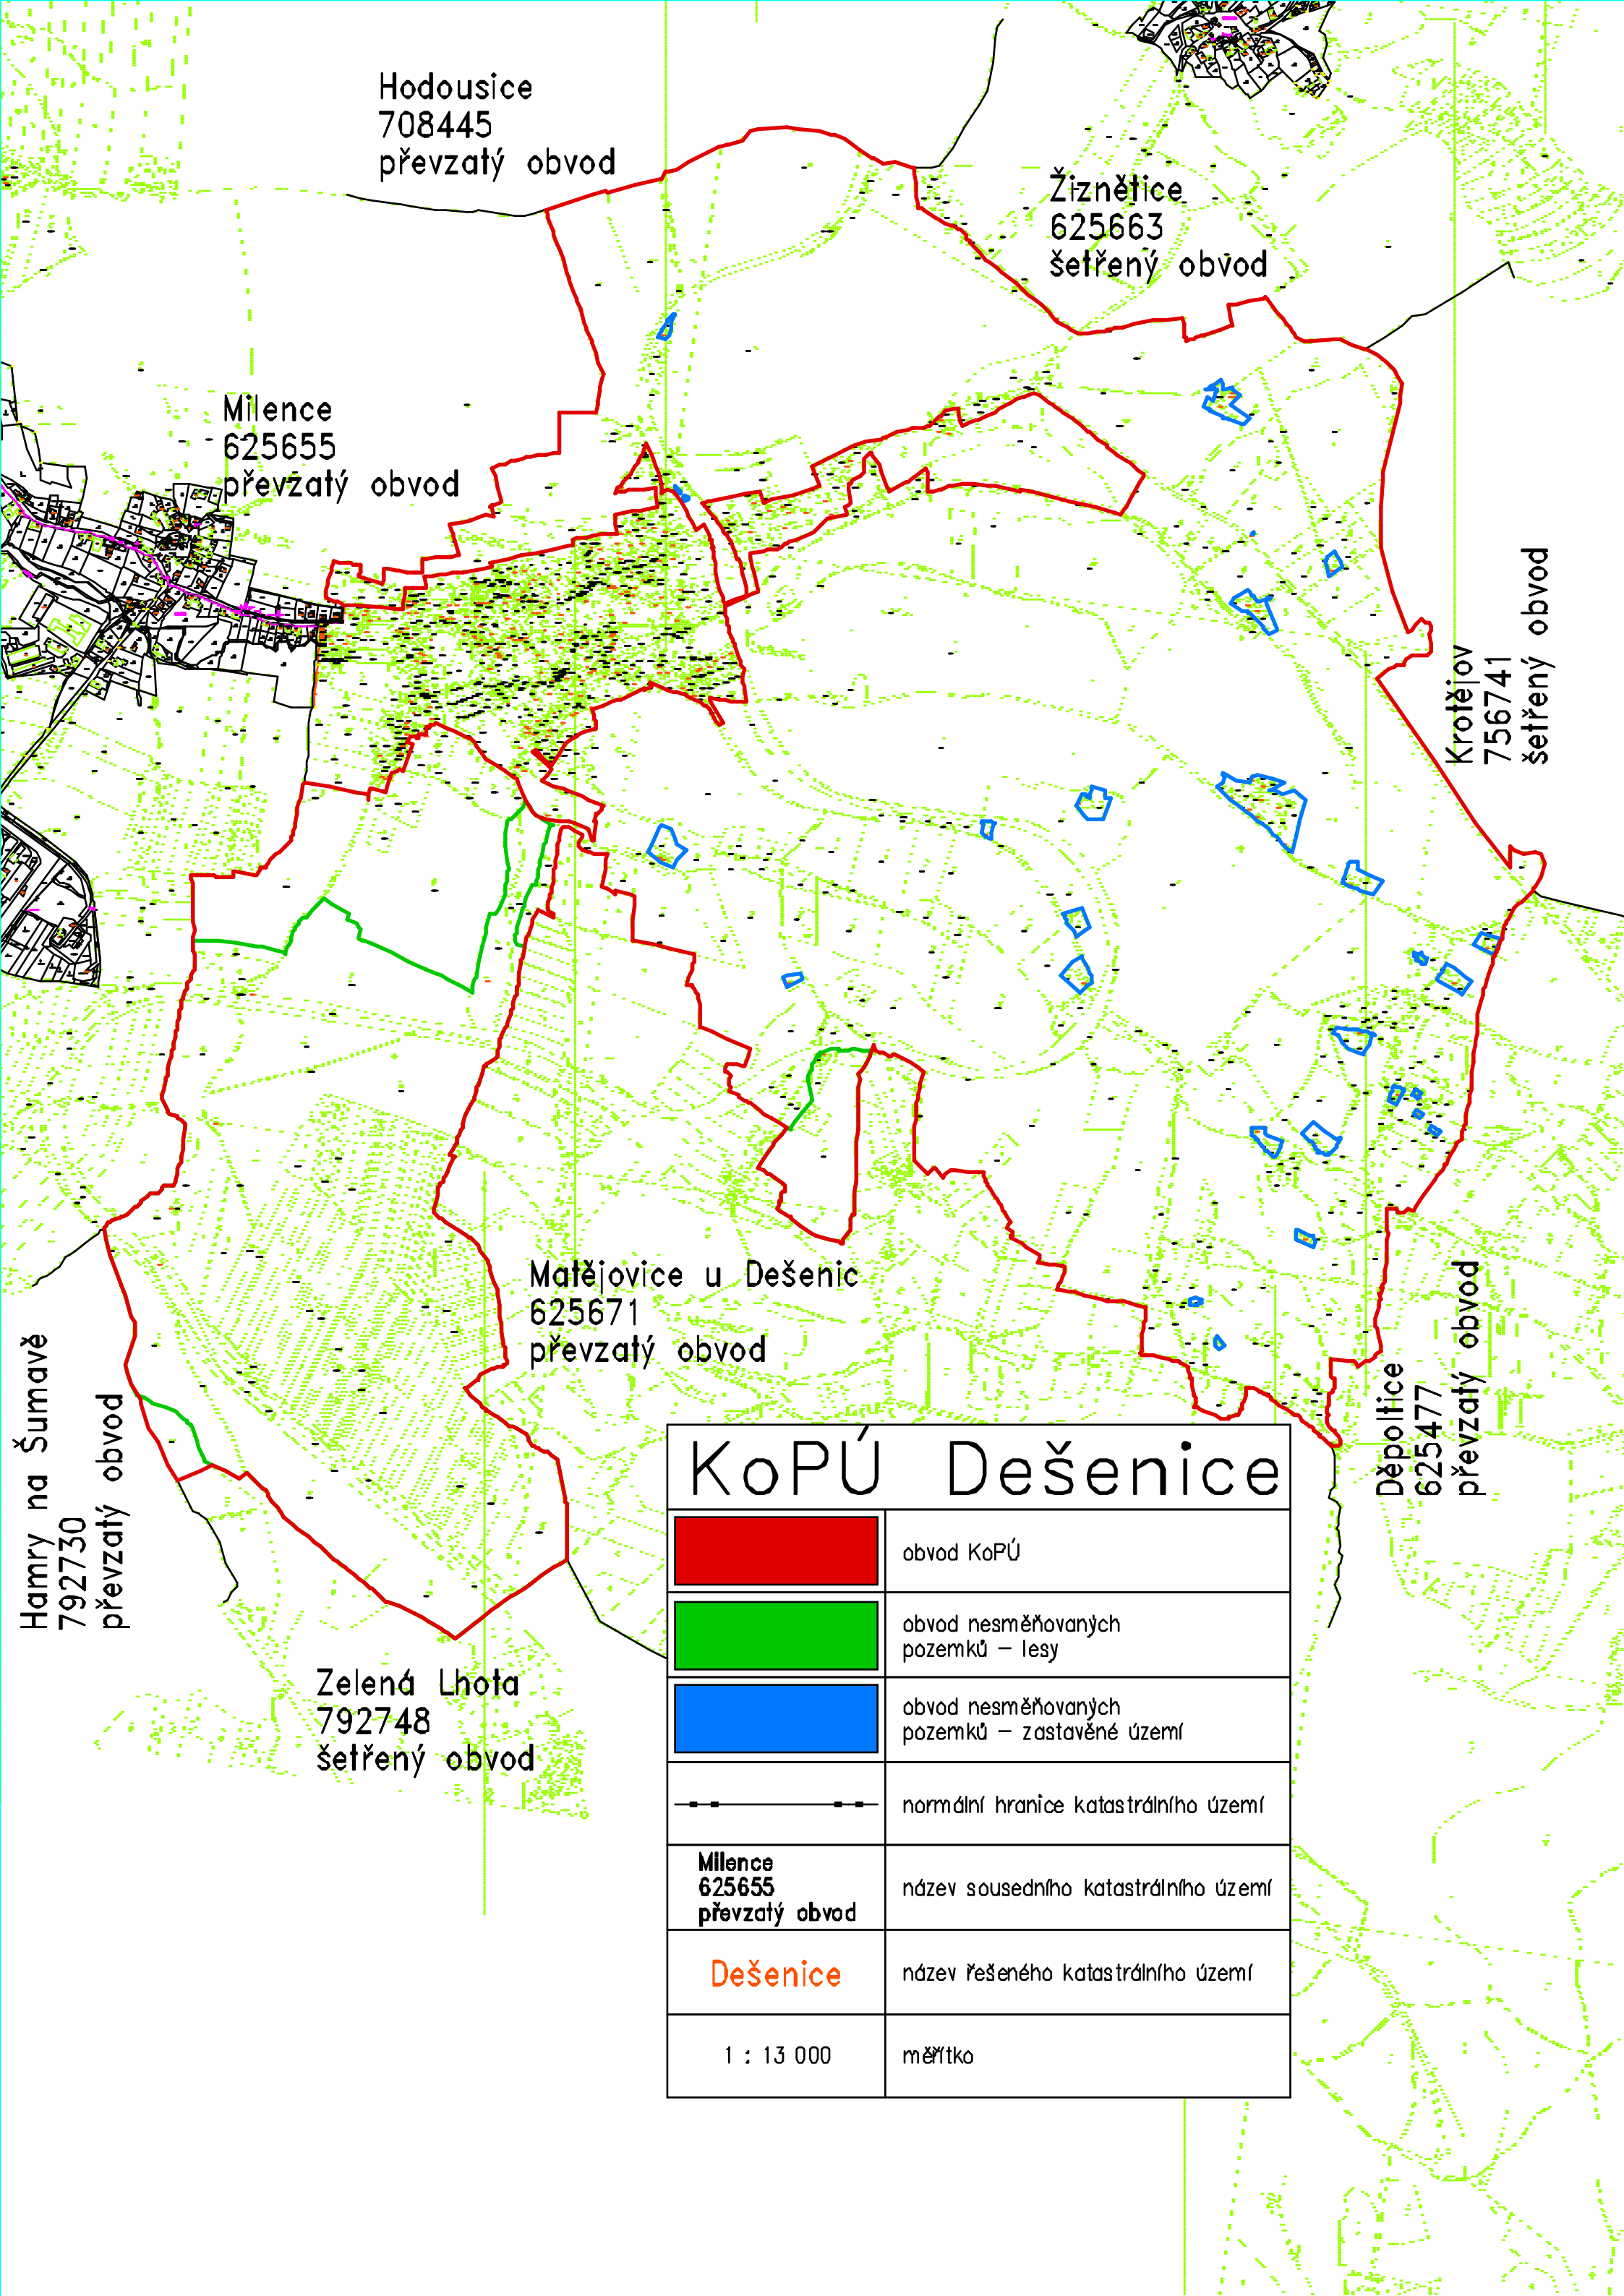 Hodousice
708445
převzatý obvod
Žiznětice
625663
šetřený obvod
Milence
625655
převzatý obvod
Krotějov
756741
šetřený obvod
Matějovice u Dešenic
625671
převzatý obvod
Hamry na Šumavě
792730
převzatý obvod
Děpoltice
625477
převzatý obvod
Zelená Lhota
792748
šetřený obvod
KoPÚ Dešenice
obvod KoPÚ
obvod nesměňovaných
pozemků – lesy
obvod nesměňovaných
pozemků – zastavěné území
normální hranice katastrálního území
Milence
625655
převzatý obvod
název sousedního katastrálního území
Dešenice
název řešeného katastrálního území
1 : 13 000
měřítko